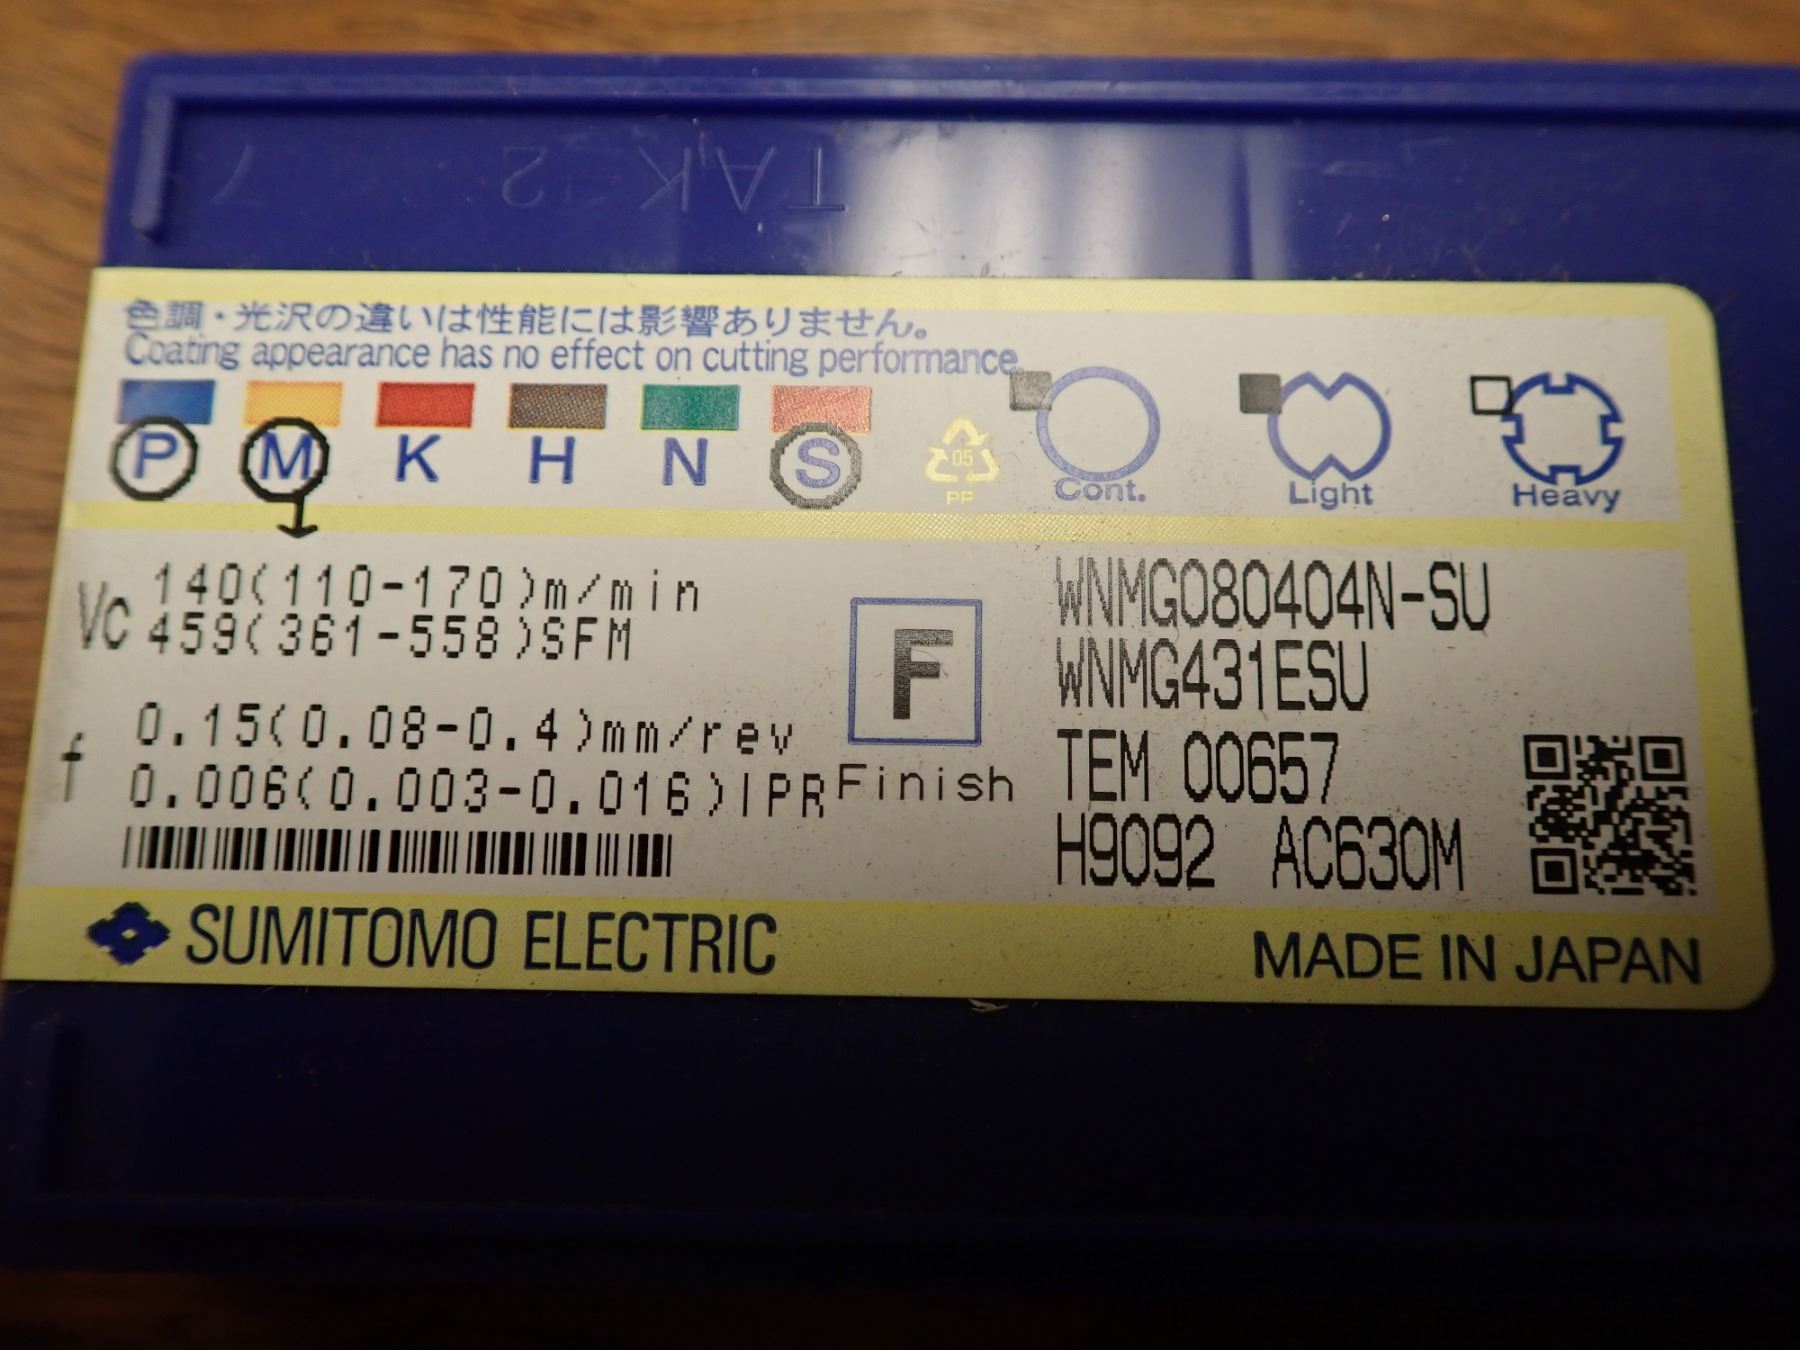 TAK-2 7
色調・光沢の違いは性能には影響ありません。
Coating appearance has no effect on cutting performance.
P M K H N S
05
PP
Cont. Light Heavy
Vc 140(110-170)m/min
459(361-558)SFM
f 0.15(0.08-0.4)mm/rev
0.006(0.003-0.016)IPR
F
Finish
WNMG080404N-SU
WNMG431ESU
TEM 00657
H9092 AC630M
SUMITOMO ELECTRIC
MADE IN JAPAN